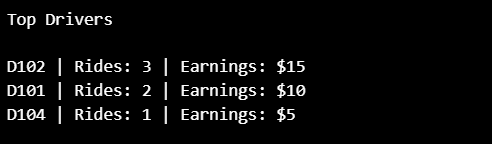 Top Drivers
D102 | Rides: 3 | Earnings: $15
D101 | Rides: 2 | Earnings: $10
D104 | Rides: 1 | Earnings: $5